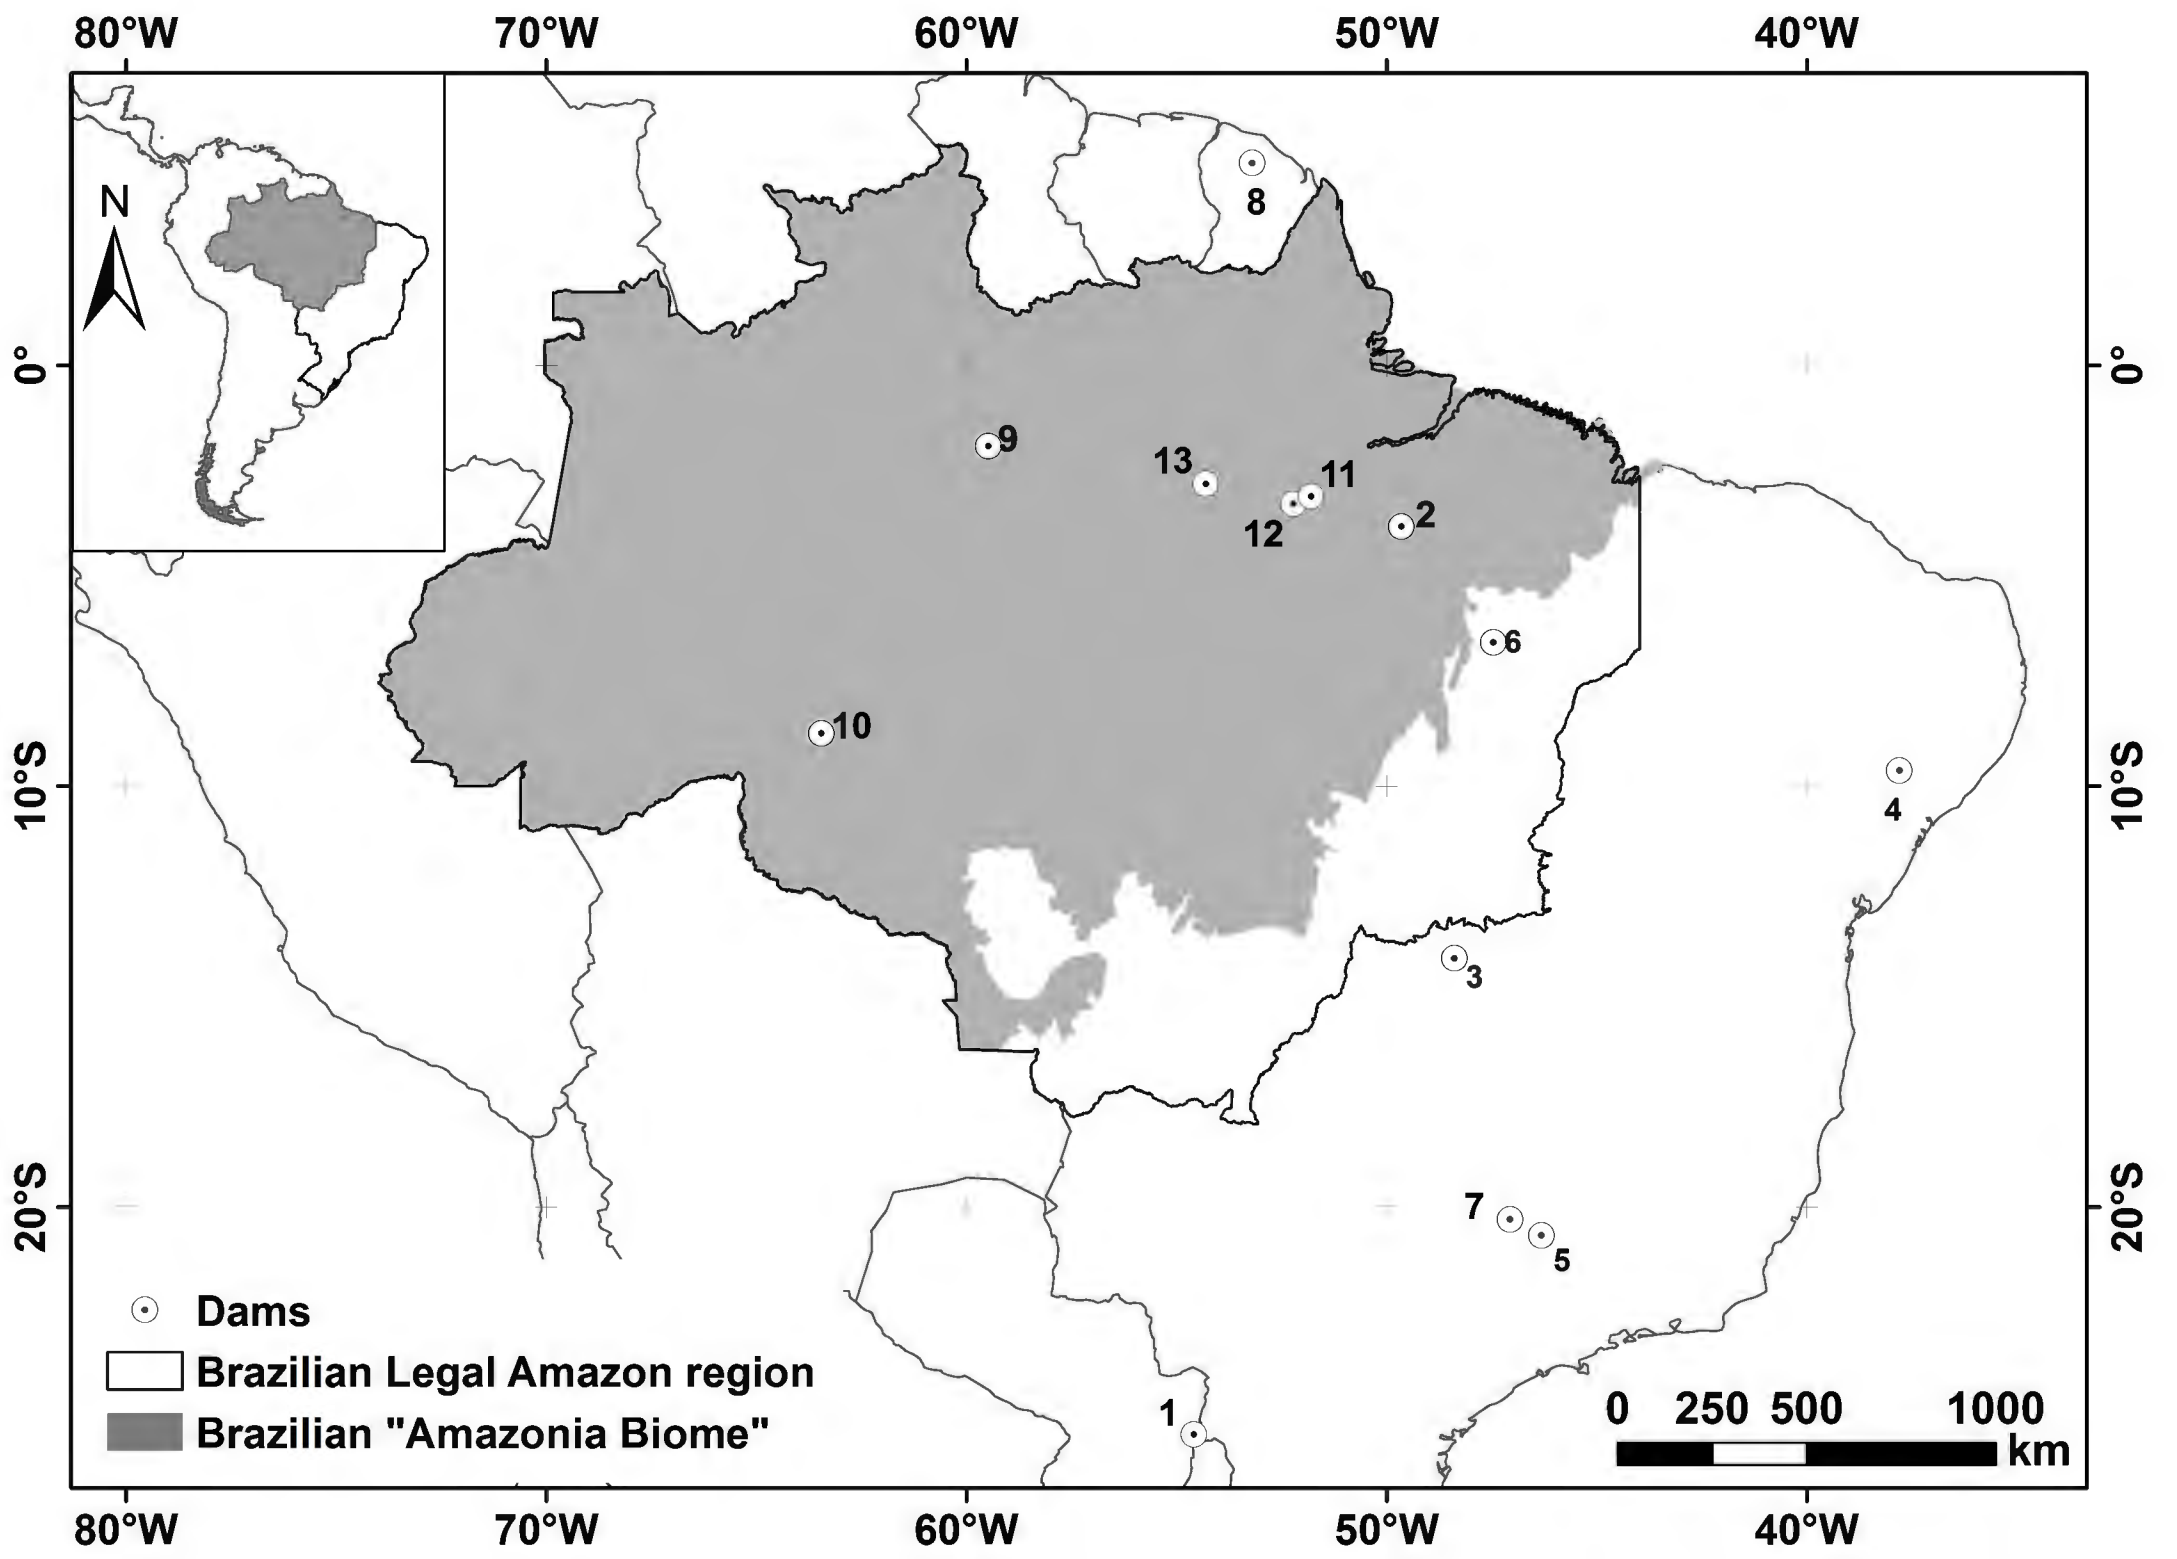 80°W 70°W 60°W 50°W 40°W
N
8
0° 0°
9
13
11
12
2
6
10
10°S 10°S
4
3
20°S 20°S
7
5
Dams
Brazilian Legal Amazon region
Brazilian "Amazonia Biome"
1
0 250 500 1000
km
80°W 70°W 60°W 50°W 40°W